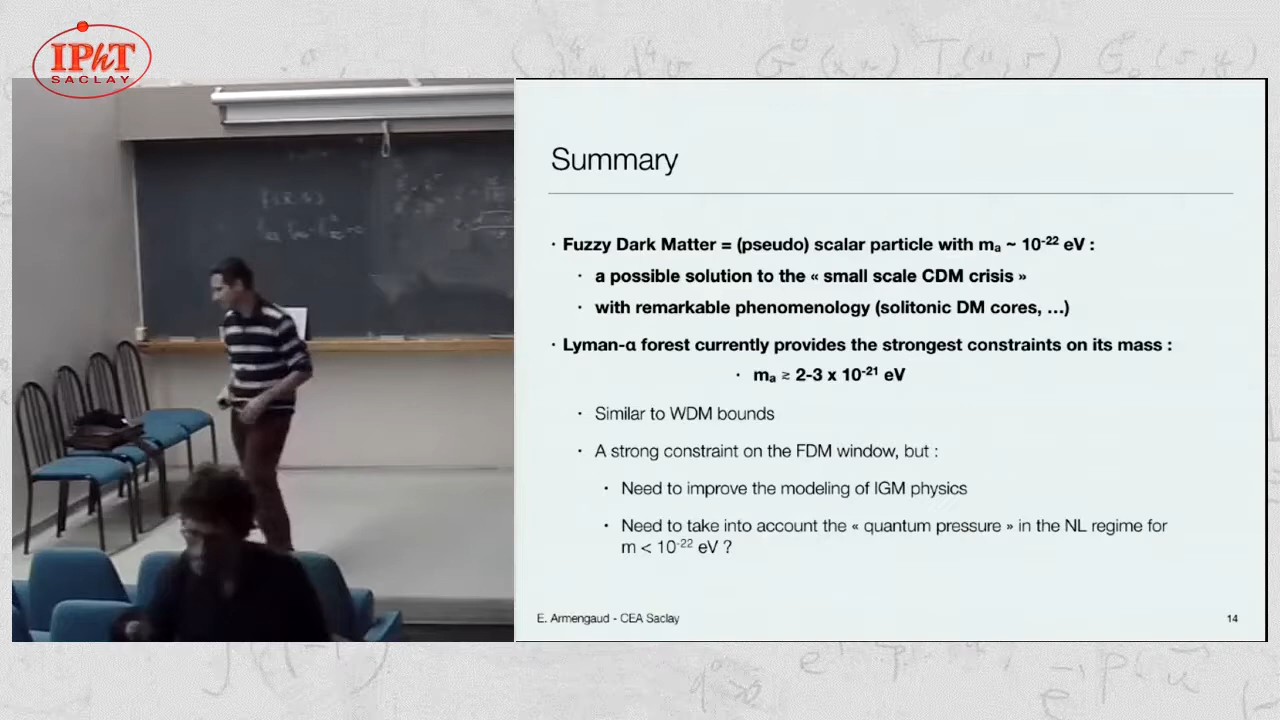 IPhT
SACLAY
Summary
· Fuzzy Dark Matter = (pseudo) scalar particle with mₐ ~ 10⁻²² eV :
· a possible solution to the « small scale CDM crisis »
· with remarkable phenomenology (solitonic DM cores, ...)
· Lyman-α forest currently provides the strongest constraints on its mass :
· mₐ ≥ 2-3 x 10⁻²¹ eV
· Similar to WDM bounds
· A strong constraint on the FDM window, but :
· Need to improve the modeling of IGM physics
· Need to take into account the « quantum pressure » in the NL regime for
m < 10⁻²² eV ?
E. Armengaud - CEA Saclay
14